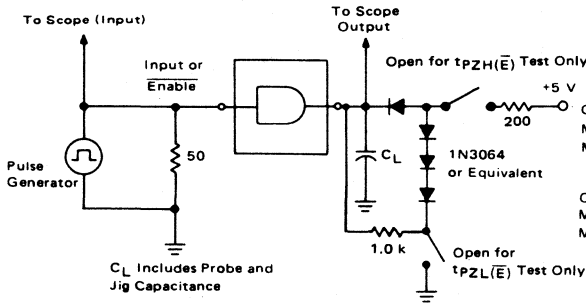 To Scope (Input)
To Scope
Output
Input or
Enable
Open for tPZH(E̅) Test Only
+5 V
200
Pulse
Generator
50
CL
1N3064
or Equivalent
1.0 k
Open for
tPZL(E̅) Test Only
CL Includes Probe and
Jig Capacitance
C
M
M
C
M
M